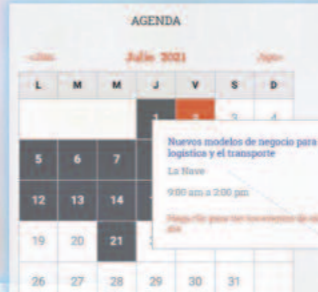 AGENDA
Julio 2021
L M M J V S D
1 2 3 4
5 6 7
12 13 14
19 20 21
26 27 28 29 30 31
Nuevos modelos de negocio para
logística y el transporte
La Nave
9:00 am a 2:00 pm